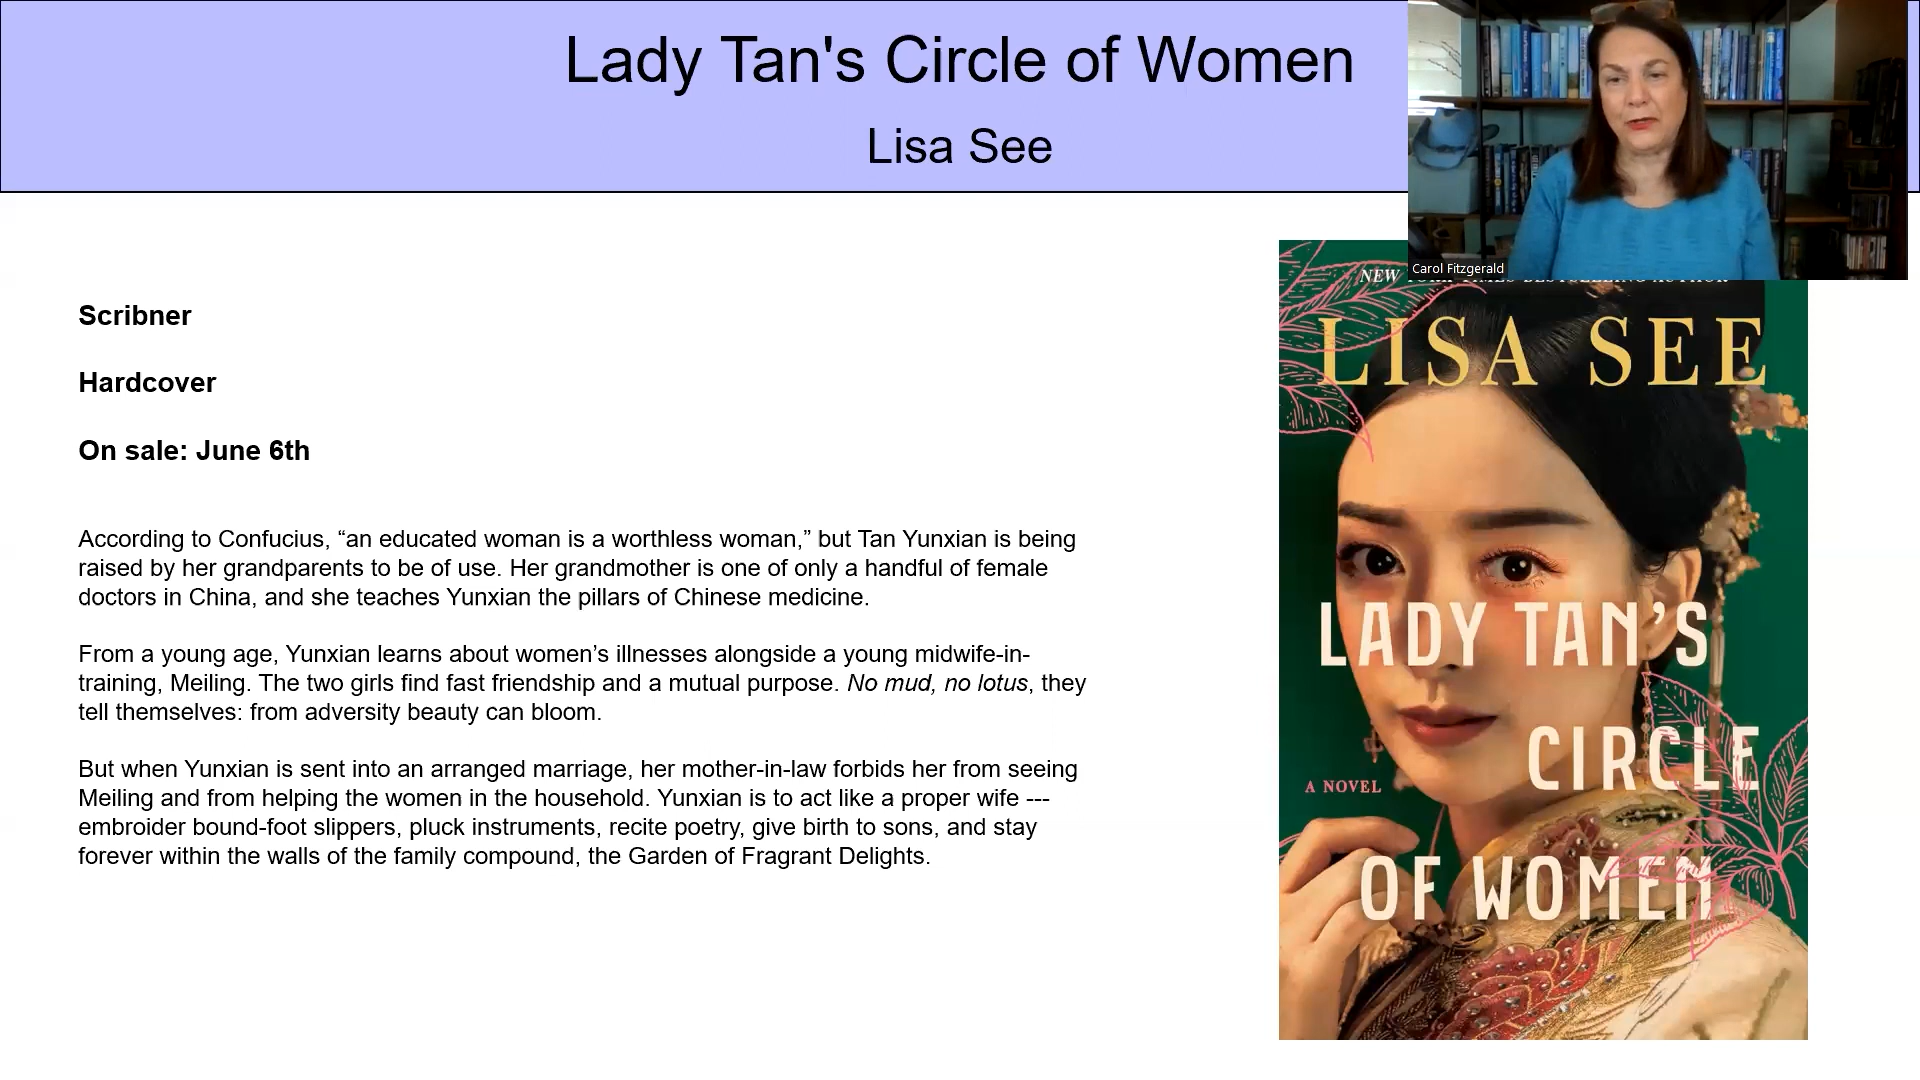 Lady Tan's Circle of Women
Lisa See
Carol Fitzgerald
Scribner
Hardcover
On sale: June 6th
According to Confucius, “an educated woman is a worthless woman,” but Tan Yunxian is being
raised by her grandparents to be of use. Her grandmother is one of only a handful of female
doctors in China, and she teaches Yunxian the pillars of Chinese medicine.
From a young age, Yunxian learns about women’s illnesses alongside a young midwife-in-
training, Meiling. The two girls find fast friendship and a mutual purpose. No mud, no lotus, they
tell themselves: from adversity beauty can bloom.
But when Yunxian is sent into an arranged marriage, her mother-in-law forbids her from seeing
Meiling and from helping the women in the household. Yunxian is to act like a proper wife ---
embroider bound-foot slippers, pluck instruments, recite poetry, give birth to sons, and stay
forever within the walls of the family compound, the Garden of Fragrant Delights.
NEW
LISA SEE
LADY TAN’S
CIRCLE
A NOVEL
OF WOMEN